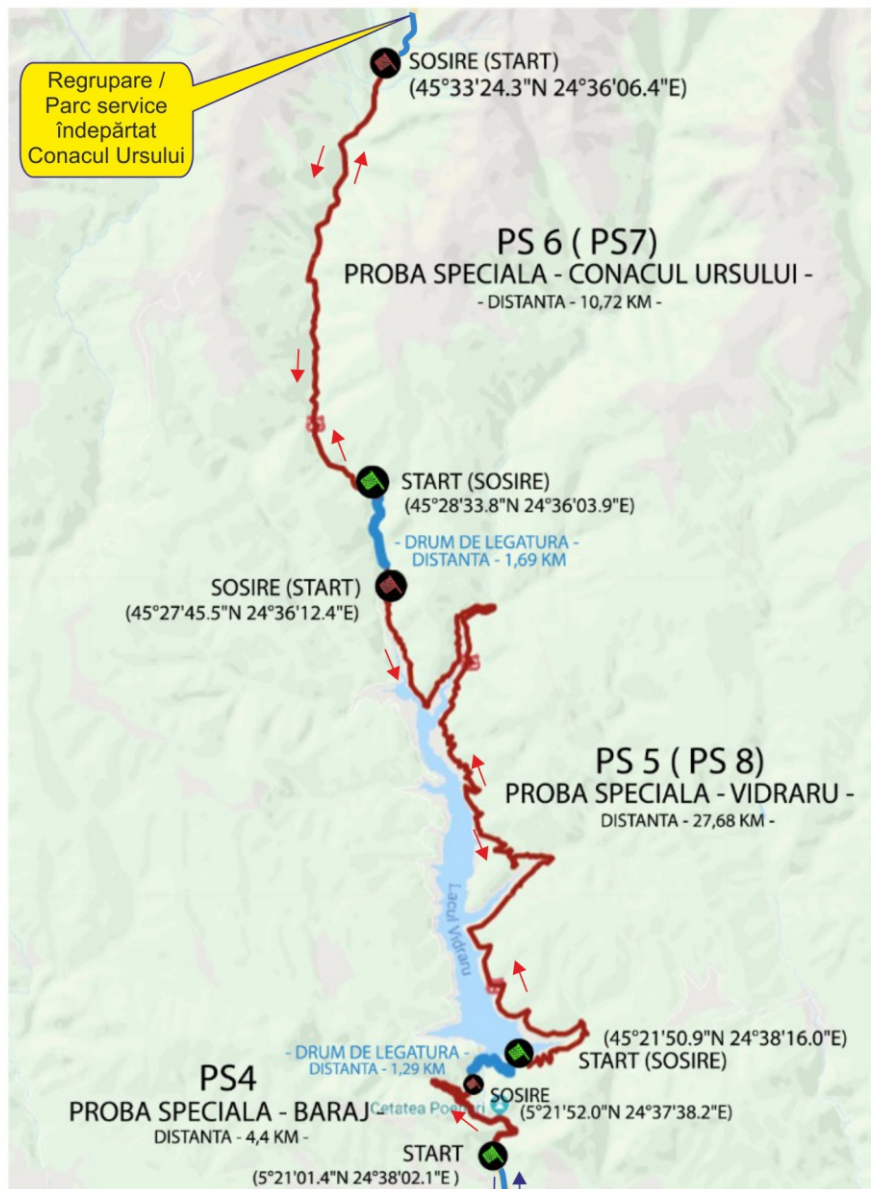 Regrupare /
Parc service
îndepărtat
Conacul Ursului
SOSIRE (START)
(45°33'24.3"N 24°36'06.4"E)
PS 6 ( PS7)
PROBA SPECIALA - CONACUL URSULUI -
- DISTANTA - 10,72 KM -
START (SOSIRE)
(45°28'33.8"N 24°36'03.9"E)
- DRUM DE LEGATURA -
DISTANTA - 1,69 KM
SOSIRE (START)
(45°27'45.5"N 24°36'12.4"E)
PS 5 ( PS 8)
PROBA SPECIALA - VIDRARU -
DISTANTA - 27,68 KM -
Lacul Vidraru
(45°21'50.9"N 24°38'16.0"E)
START (SOSIRE)
- DRUM DE LEGATURA -
DISTANTA - 1,29 KM
PS4
PROBA SPECIALA - BARAJ -
DISTANTA - 4,4 KM -
SOSIRE
(5°21'52.0"N 24°37'38.2"E)
Cetatea
START
(5°21'01.4"N 24°38'02.1"E )